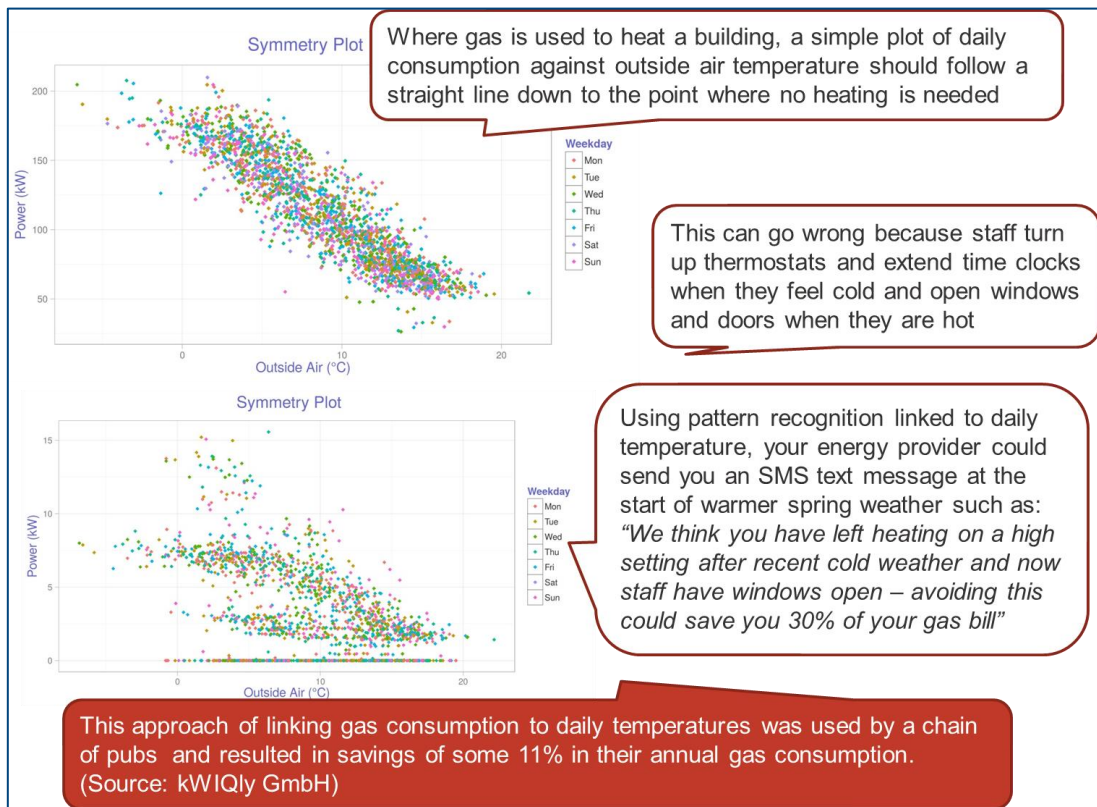 Symmetry Plot
Where gas is used to heat a building, a simple plot of daily
consumption against outside air temperature should follow a
straight line down to the point where no heating is needed
200
150
100
50
Power (kW)
0
10
20
Outside Air (°C)
Weekday
Mon
Tue
Wed
Thu
Fri
Sat
Sun
This can go wrong because staff turn
up thermostats and extend time clocks
when they feel cold and open windows
and doors when they are hot
Symmetry Plot
15
10
5
0
Power (kW)
0
10
20
Outside Air (°C)
Weekday
Mon
Tue
Wed
Thu
Fri
Sat
Sun
Using pattern recognition linked to daily
temperature, your energy provider could
send you an SMS text message at the
start of warmer spring weather such as:
“We think you have left heating on a high
setting after recent cold weather and now
staff have windows open – avoiding this
could save you 30% of your gas bill”
This approach of linking gas consumption to daily temperatures was used by a chain
of pubs and resulted in savings of some 11% in their annual gas consumption.
(Source: kWIQly GmbH)